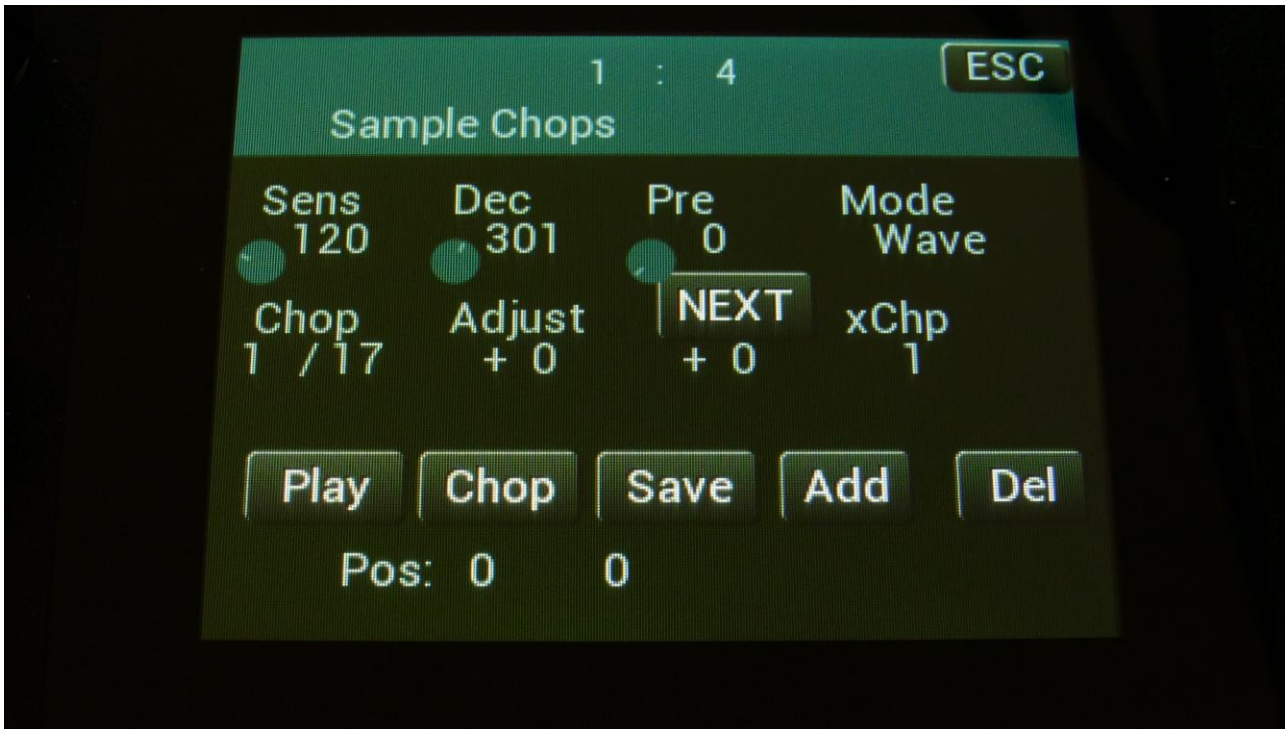 1 : 4 ESC
Sample Chops
Sens Dec Pre Mode
120 301 0 Wave
NEXT
Chop Adjust xChp
1 /17 + 0 + 0 1
Play Chop Save Add Del
Pos: 0 0